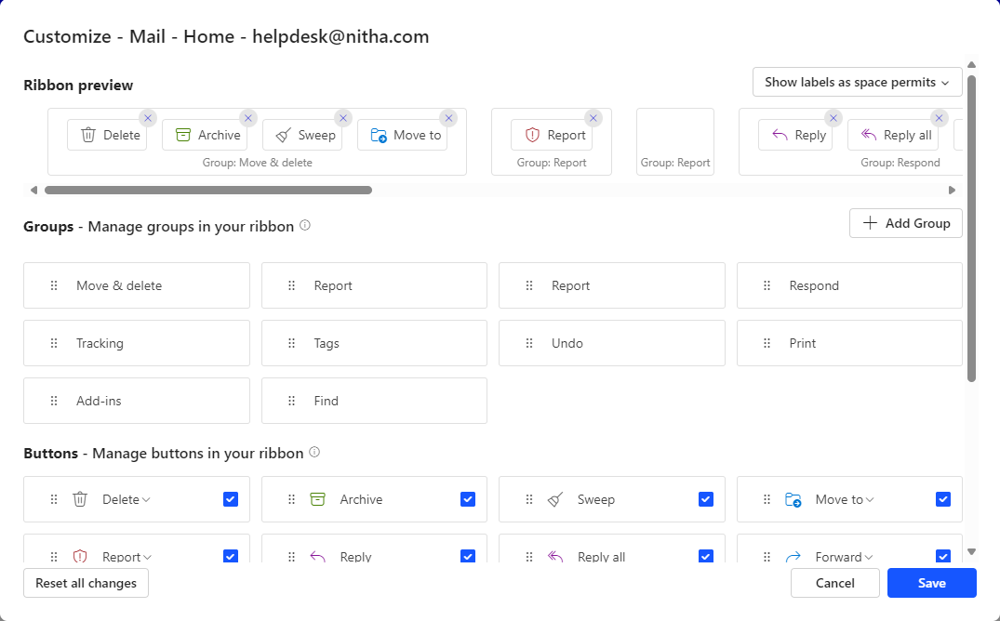 Customize - Mail - Home - helpdesk@nitha.com
Ribbon preview
Show labels as space permits
Delete Archive Sweep Move to Report Reply Reply all
Group: Move & delete Group: Report Group: Report Group: Respond
Groups - Manage groups in your ribbon
Add Group
Move & delete Report Report Respond
Tracking Tags Undo Print
Add-ins Find
Buttons - Manage buttons in your ribbon
Delete Archive Sweep Move to
Report Reply Reply all Forward
Reset all changes Cancel Save